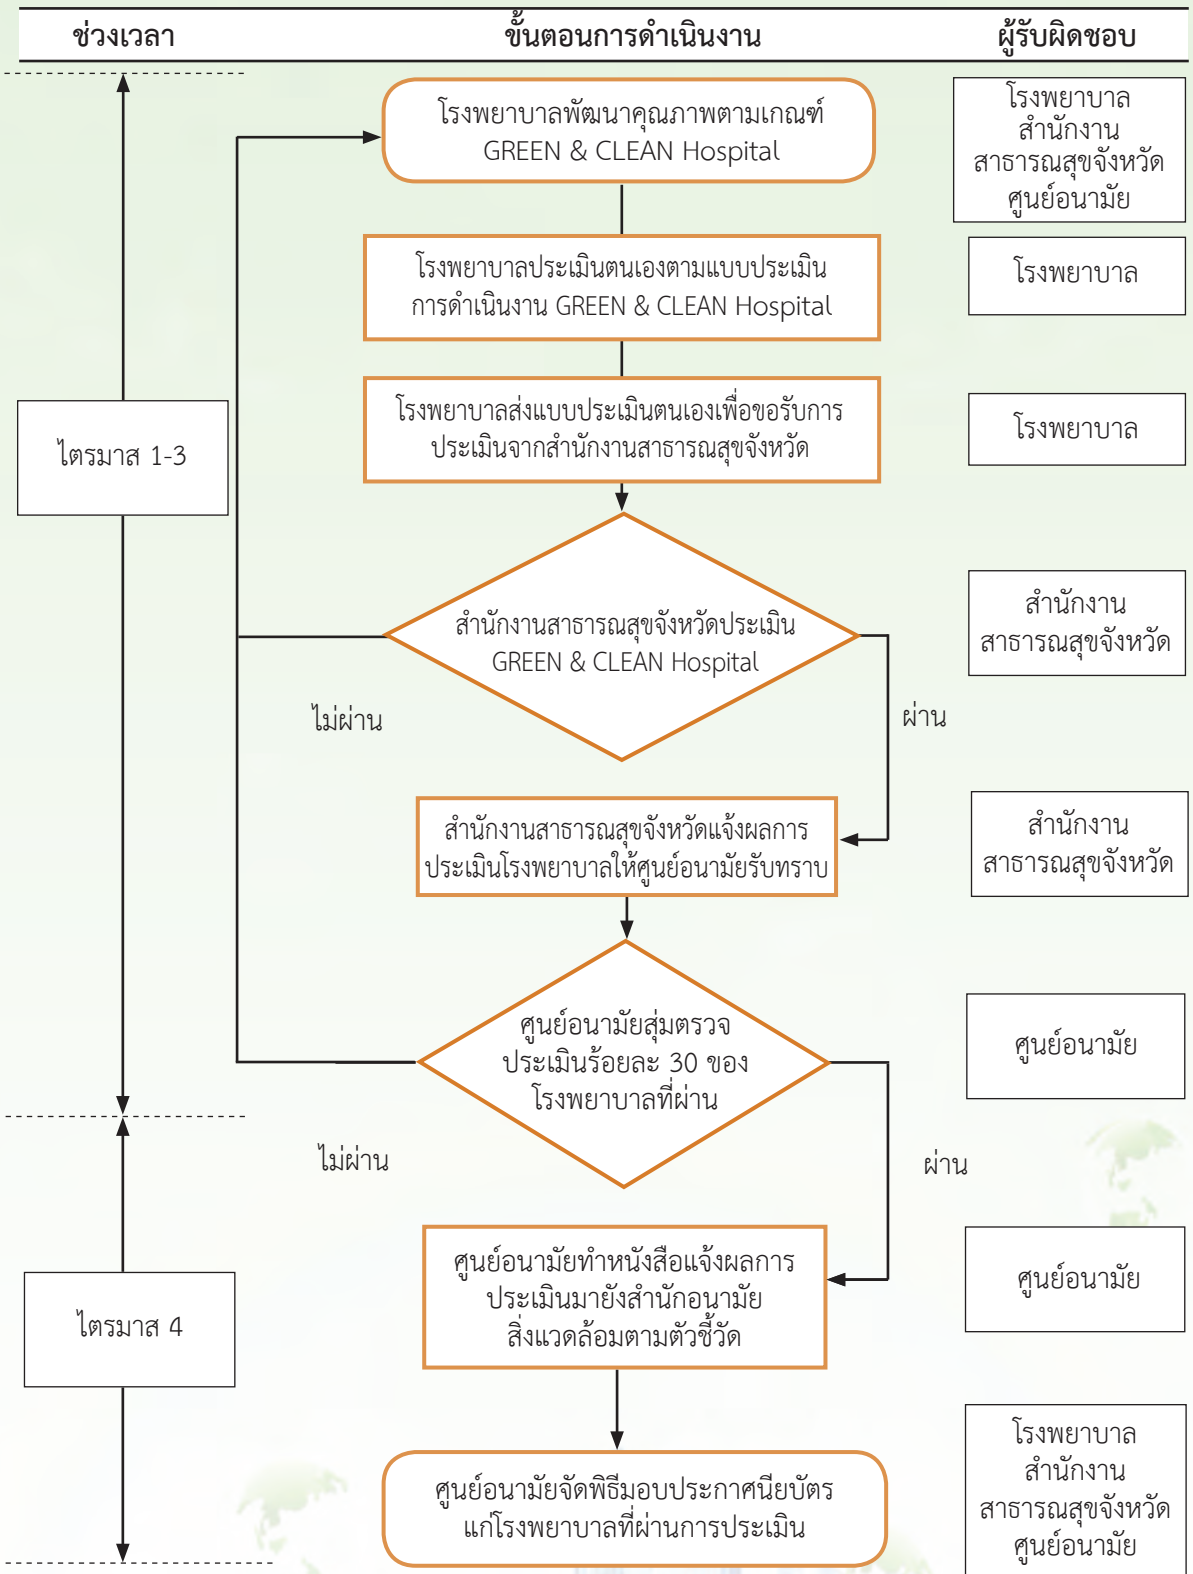 ช่วงเวลา
ขั้นตอนการดำเนินงาน
ผู้รับผิดชอบ
โรงพยาบาลพัฒนาคุณภาพตามเกณฑ์
GREEN & CLEAN Hospital
โรงพยาบาล
สำนักงาน
สาธารณสุขจังหวัด
ศูนย์อนามัย
โรงพยาบาลประเมินตนเองตามแบบประเมิน
การดำเนินงาน GREEN & CLEAN Hospital
โรงพยาบาล
ไตรมาส 1-3
โรงพยาบาลส่งแบบประเมินตนเองเพื่อขอรับการ
ประเมินจากสำนักงานสาธารณสุขจังหวัด
โรงพยาบาล
สำนักงานสาธารณสุขจังหวัดประเมิน
GREEN & CLEAN Hospital
สำนักงาน
สาธารณสุขจังหวัด
ไม่ผ่าน
ผ่าน
สำนักงานสาธารณสุขจังหวัดแจ้งผลการ
ประเมินโรงพยาบาลให้ศูนย์อนามัยรับทราบ
สำนักงาน
สาธารณสุขจังหวัด
ศูนย์อนามัยสุ่มตรวจ
ประเมินร้อยละ 30 ของ
โรงพยาบาลที่ผ่าน
ศูนย์อนามัย
ไม่ผ่าน
ผ่าน
ไตรมาส 4
ศูนย์อนามัยทำหนังสือแจ้งผลการ
ประเมินมายังสำนักอนามัย
สิ่งแวดล้อมตามตัวชี้วัด
ศูนย์อนามัย
ศูนย์อนามัยจัดพิธีมอบประกาศนียบัตร
แก่โรงพยาบาลที่ผ่านการประเมิน
โรงพยาบาล
สำนักงาน
สาธารณสุขจังหวัด
ศูนย์อนามัย